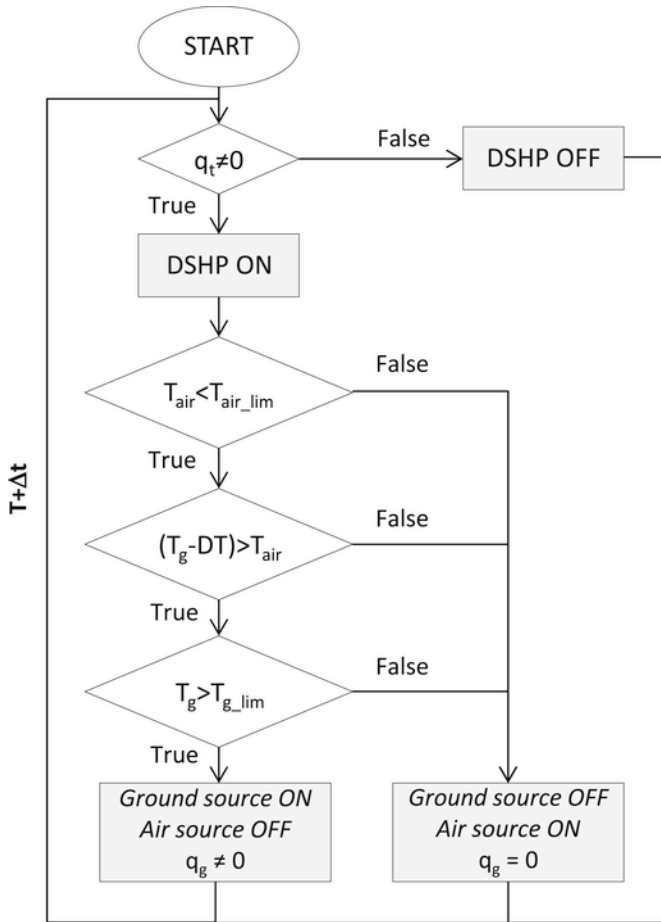 START
q_t≠0
False
DSHP OFF
True
DSHP ON
T_air<T_air_lim
False
True
(T_g-DT)>T_air
False
True
T_g>T_g_lim
False
True
Ground source ON
Air source OFF
q_g ≠ 0
Ground source OFF
Air source ON
q_g = 0
T+Δt